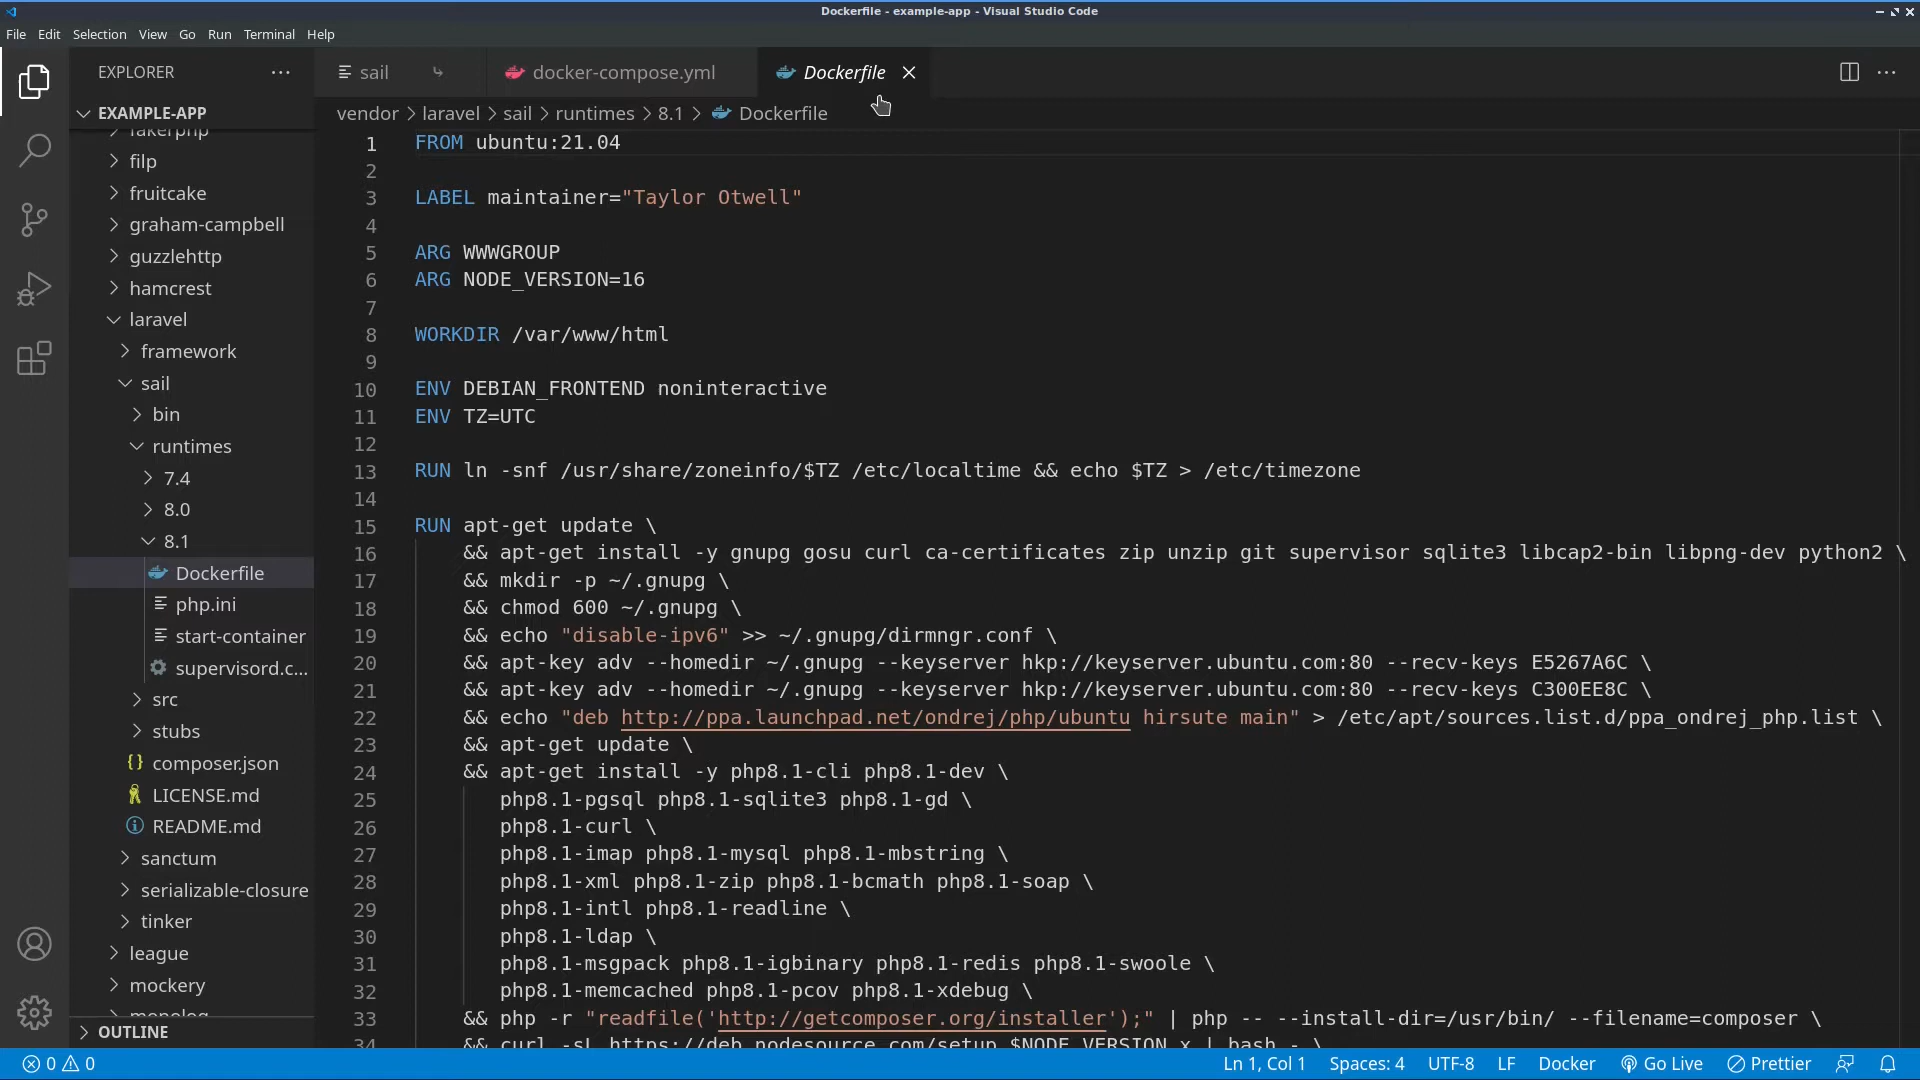 Dockerfile - example-app - Visual Studio Code
File Edit Selection View Go Run Terminal Help
EXPLORER
EXAMPLE-APP
fakerphp
filp
fruitcake
graham-campbell
guzzlehttp
hamcrest
laravel
framework
sail
bin
runtimes
7.4
8.0
8.1
Dockerfile
php.ini
start-container
supervisord.c...
src
stubs
composer.json
LICENSE.md
README.md
sanctum
serializable-closure
tinker
league
mockery
monolog
OUTLINE
sail docker-compose.yml Dockerfile
vendor > laravel > sail > runtimes > 8.1 > Dockerfile
1 FROM ubuntu:21.04
2
3 LABEL maintainer="Taylor Otwell"
4
5 ARG WWWGROUP
6 ARG NODE_VERSION=16
7
8 WORKDIR /var/www/html
9
10 ENV DEBIAN_FRONTEND noninteractive
11 ENV TZ=UTC
12
13 RUN ln -snf /usr/share/zoneinfo/$TZ /etc/localtime && echo $TZ > /etc/timezone
14
15 RUN apt-get update \
16 && apt-get install -y gnupg gosu curl ca-certificates zip unzip git supervisor sqlite3 libcap2-bin libpng-dev python2 \
17 && mkdir -p ~/.gnupg \
18 && chmod 600 ~/.gnupg \
19 && echo "disable-ipv6" >> ~/.gnupg/dirmngr.conf \
20 && apt-key adv --homedir ~/.gnupg --keyserver hkp://keyserver.ubuntu.com:80 --recv-keys E5267A6C \
21 && apt-key adv --homedir ~/.gnupg --keyserver hkp://keyserver.ubuntu.com:80 --recv-keys C300EE8C \
22 && echo "deb http://ppa.launchpad.net/ondrej/php/ubuntu hirsute main" > /etc/apt/sources.list.d/ppa_ondrej_php.list \
23 && apt-get update \
24 && apt-get install -y php8.1-cli php8.1-dev \
25 php8.1-pgsql php8.1-sqlite3 php8.1-gd \
26 php8.1-curl \
27 php8.1-imap php8.1-mysql php8.1-mbstring \
28 php8.1-xml php8.1-zip php8.1-bcmath php8.1-soap \
29 php8.1-intl php8.1-readline \
30 php8.1-ldap \
31 php8.1-msgpack php8.1-igbinary php8.1-redis php8.1-swoole \
32 php8.1-memcached php8.1-pcov php8.1-xdebug \
33 && php -r "readfile('http://getcomposer.org/installer');" | php -- --install-dir=/usr/bin/ --filename=composer \
34 && curl -sL https://deb.nodesource.com/setup_$NODE_VERSION.x | bash - \
0 0 Ln 1, Col 1 Spaces: 4 UTF-8 LF Docker Go Live Prettier